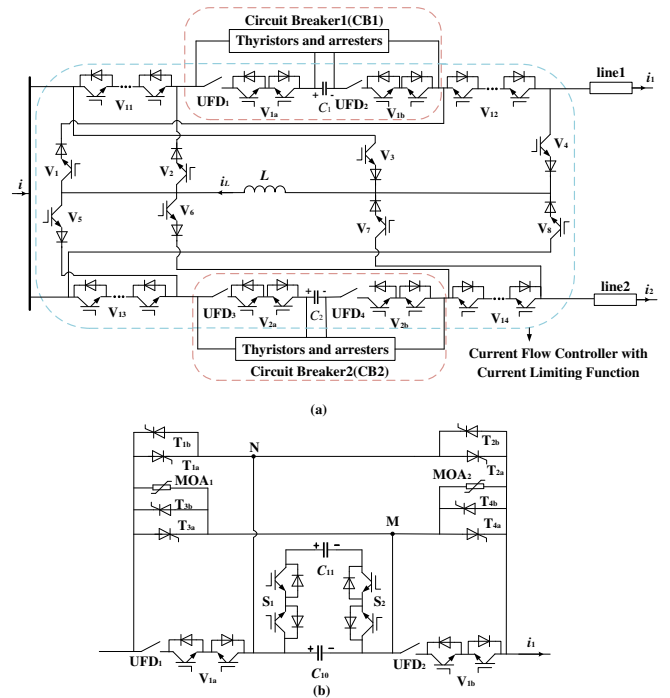 Circuit Breaker1(CB1)
Thyristors and arresters
line1 i1
V11 UFD1 V1a C1 + - UFD2 V1b V12
V1 V2 V3 V4
i iL L
V5 V6 V7 V8
V13 UFD3 V2a C2 + - UFD4 V2b V14
line2 i2
Thyristors and arresters
Circuit Breaker2(CB2)
Current Flow Controller with
Current Limiting Function
(a)
T1b N T2b
T1a T2a
MOA1 MOA2
T3b T4b
T3a M T4a
+ -
C11
S1 S2
+ -
C10
UFD1 V1a UFD2 V1b i1
(b)